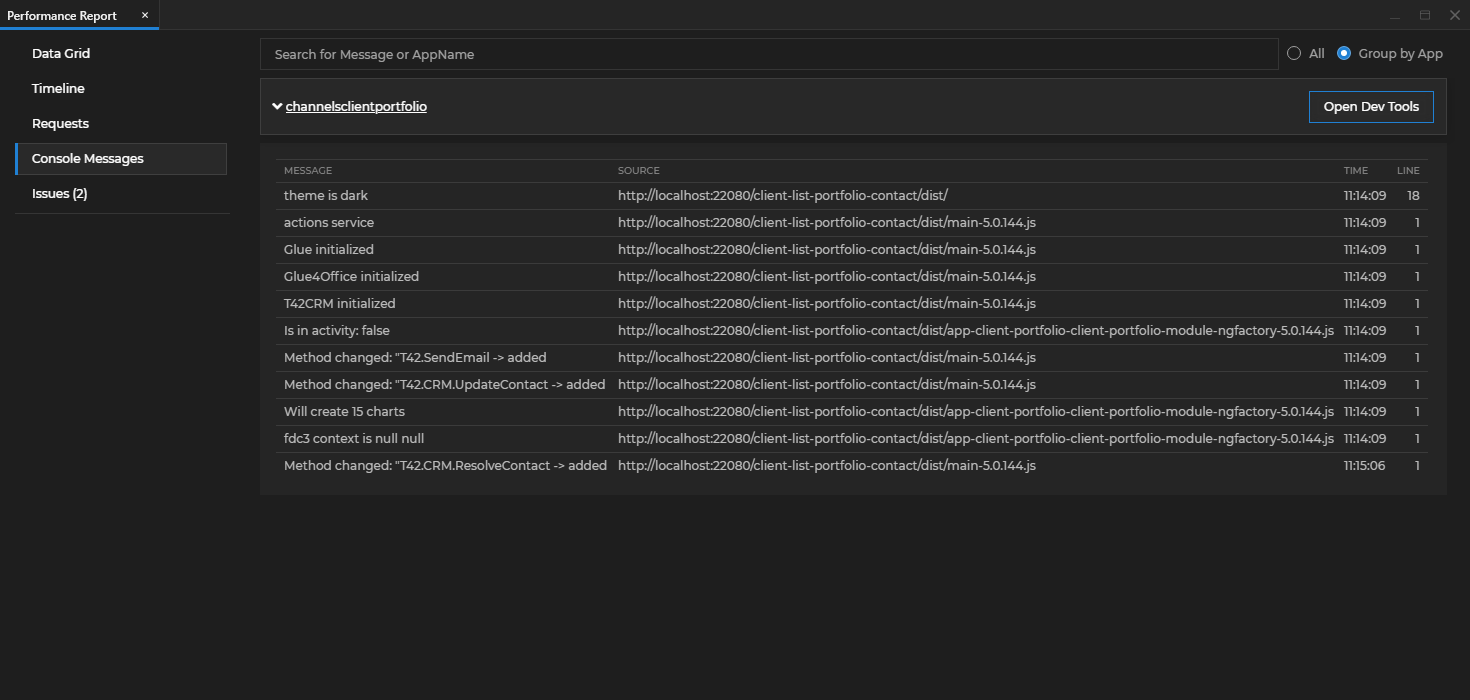 Performance Report ×
Data Grid
Timeline
Requests
Console Messages
Issues (2)
Search for Message or AppName
All
Group by App
channelsclientportfolio
Open Dev Tools
MESSAGE SOURCE TIME LINE
theme is dark http://localhost:22080/client-list-portfolio-contact/dist/ 11:14:09 18
actions service http://localhost:22080/client-list-portfolio-contact/dist/main-5.0.144.js 11:14:09 1
Glue initialized http://localhost:22080/client-list-portfolio-contact/dist/main-5.0.144.js 11:14:09 1
Glue4Office initialized http://localhost:22080/client-list-portfolio-contact/dist/main-5.0.144.js 11:14:09 1
T42CRM initialized http://localhost:22080/client-list-portfolio-contact/dist/main-5.0.144.js 11:14:09 1
Is in activity: false http://localhost:22080/client-list-portfolio-contact/dist/app-client-portfolio-client-portfolio-module-ngfactory-5.0.144.js 11:14:09 1
Method changed: "T42.SendEmail -> added http://localhost:22080/client-list-portfolio-contact/dist/main-5.0.144.js 11:14:09 1
Method changed: "T42.CRM.UpdateContact -> added http://localhost:22080/client-list-portfolio-contact/dist/main-5.0.144.js 11:14:09 1
Will create 15 charts http://localhost:22080/client-list-portfolio-contact/dist/app-client-portfolio-client-portfolio-module-ngfactory-5.0.144.js 11:14:09 1
fdc3 context is null null http://localhost:22080/client-list-portfolio-contact/dist/app-client-portfolio-client-portfolio-module-ngfactory-5.0.144.js 11:14:09 1
Method changed: "T42.CRM.ResolveContact -> added http://localhost:22080/client-list-portfolio-contact/dist/main-5.0.144.js 11:15:06 1